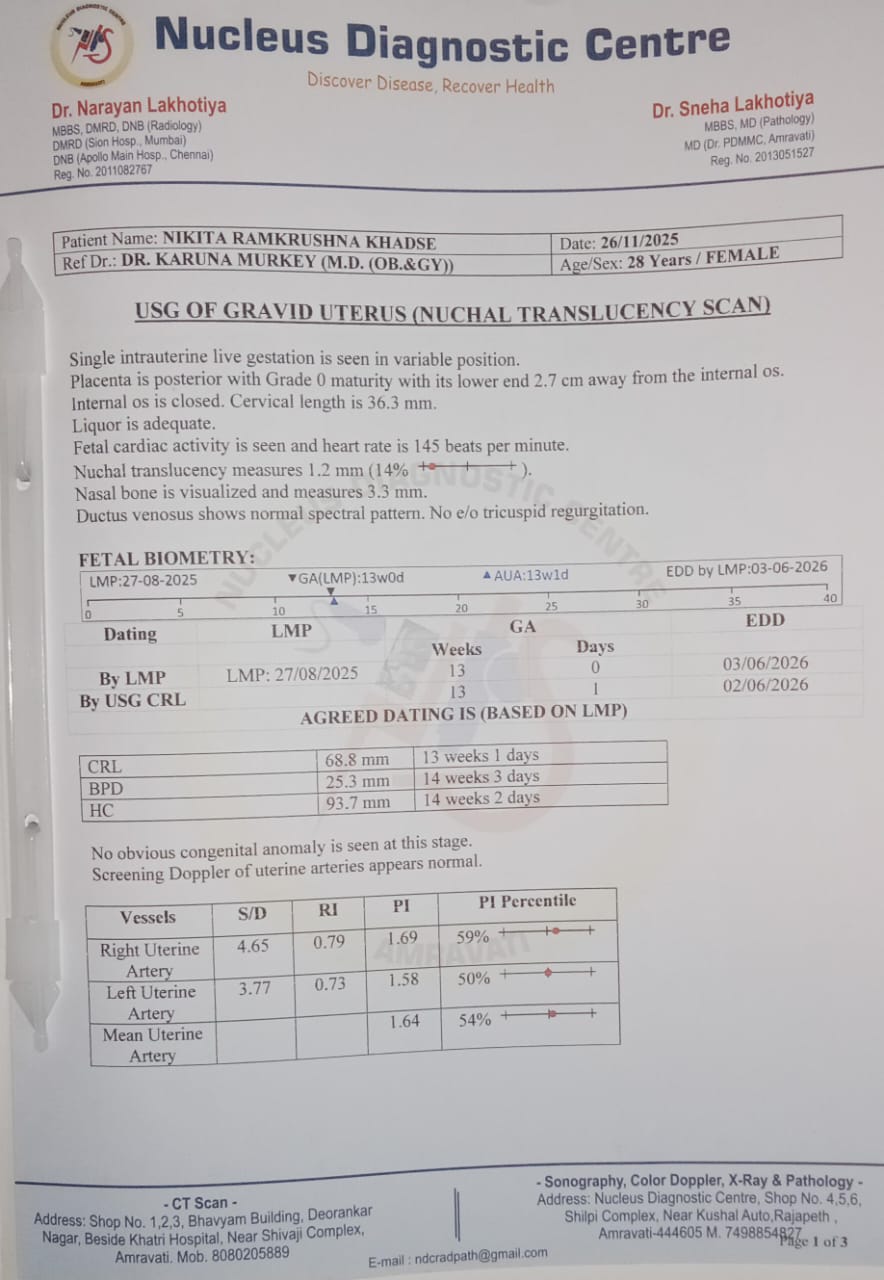 Nucleus Diagnostic Centre
Discover Disease, Recover Health
Dr. Narayan Lakhotiya
MBBS, DMRD, DNB (Radiology)
DMRD (Sion Hosp., Mumbai)
DNB (Apollo Main Hosp., Chennai)
Reg. No. 2011082767
Dr. Sneha Lakhotiya
MBBS, MD (Pathology)
MD (Dr. PDMMC, Amravati)
Reg. No. 2013051527
Patient Name: NIKITA RAMKRUSHNA KHADSE Date: 26/11/2025
Ref Dr.: DR. KARUNA MURKEY (M.D. (OB.&GY)) Age/Sex: 28 Years / FEMALE
USG OF GRAVID UTERUS (NUCHAL TRANSLUCENCY SCAN)
Single intrauterine live gestation is seen in variable position.
Placenta is posterior with Grade 0 maturity with its lower end 2.7 cm away from the internal os.
Internal os is closed. Cervical length is 36.3 mm.
Liquor is adequate.
Fetal cardiac activity is seen and heart rate is 145 beats per minute.
Nuchal translucency measures 1.2 mm (14% ).
Nasal bone is visualized and measures 3.3 mm.
Ductus venosus shows normal spectral pattern. No e/o tricuspid regurgitation.
NUCLEUS DIAGNOSTIC CENTRE
AMRAVATI
FETAL BIOMETRY:
LMP:27-08-2025 ▼GA(LMP):13w0d ▲AUA:13w1d EDD by LMP:03-06-2026
0 5 10 15 20 25 30 35 40
Dating LMP GA EDD
Weeks Days
By LMP LMP: 27/08/2025 13 0 03/06/2026
By USG CRL 13 1 02/06/2026
AGREED DATING IS (BASED ON LMP)
CRL 68.8 mm 13 weeks 1 days
BPD 25.3 mm 14 weeks 3 days
HC 93.7 mm 14 weeks 2 days
No obvious congenital anomaly is seen at this stage.
Screening Doppler of uterine arteries appears normal.
Vessels S/D RI PI PI Percentile
Right Uterine Artery 4.65 0.79 1.69 59%
Left Uterine Artery 3.77 0.73 1.58 50%
Mean Uterine Artery 1.64 54%
- CT Scan -
Address: Shop No. 1,2,3, Bhavyam Building, Deorankar
Nagar, Beside Khatri Hospital, Near Shivaji Complex,
Amravati. Mob. 8080205889
E-mail : ndcradpath@gmail.com
- Sonography, Color Doppler, X-Ray & Pathology -
Address: Nucleus Diagnostic Centre, Shop No. 4,5,6,
Shilpi Complex, Near Kushal Auto,Rajapeth ,
Amravati-444605 M. 7498854827
Page 1 of 3